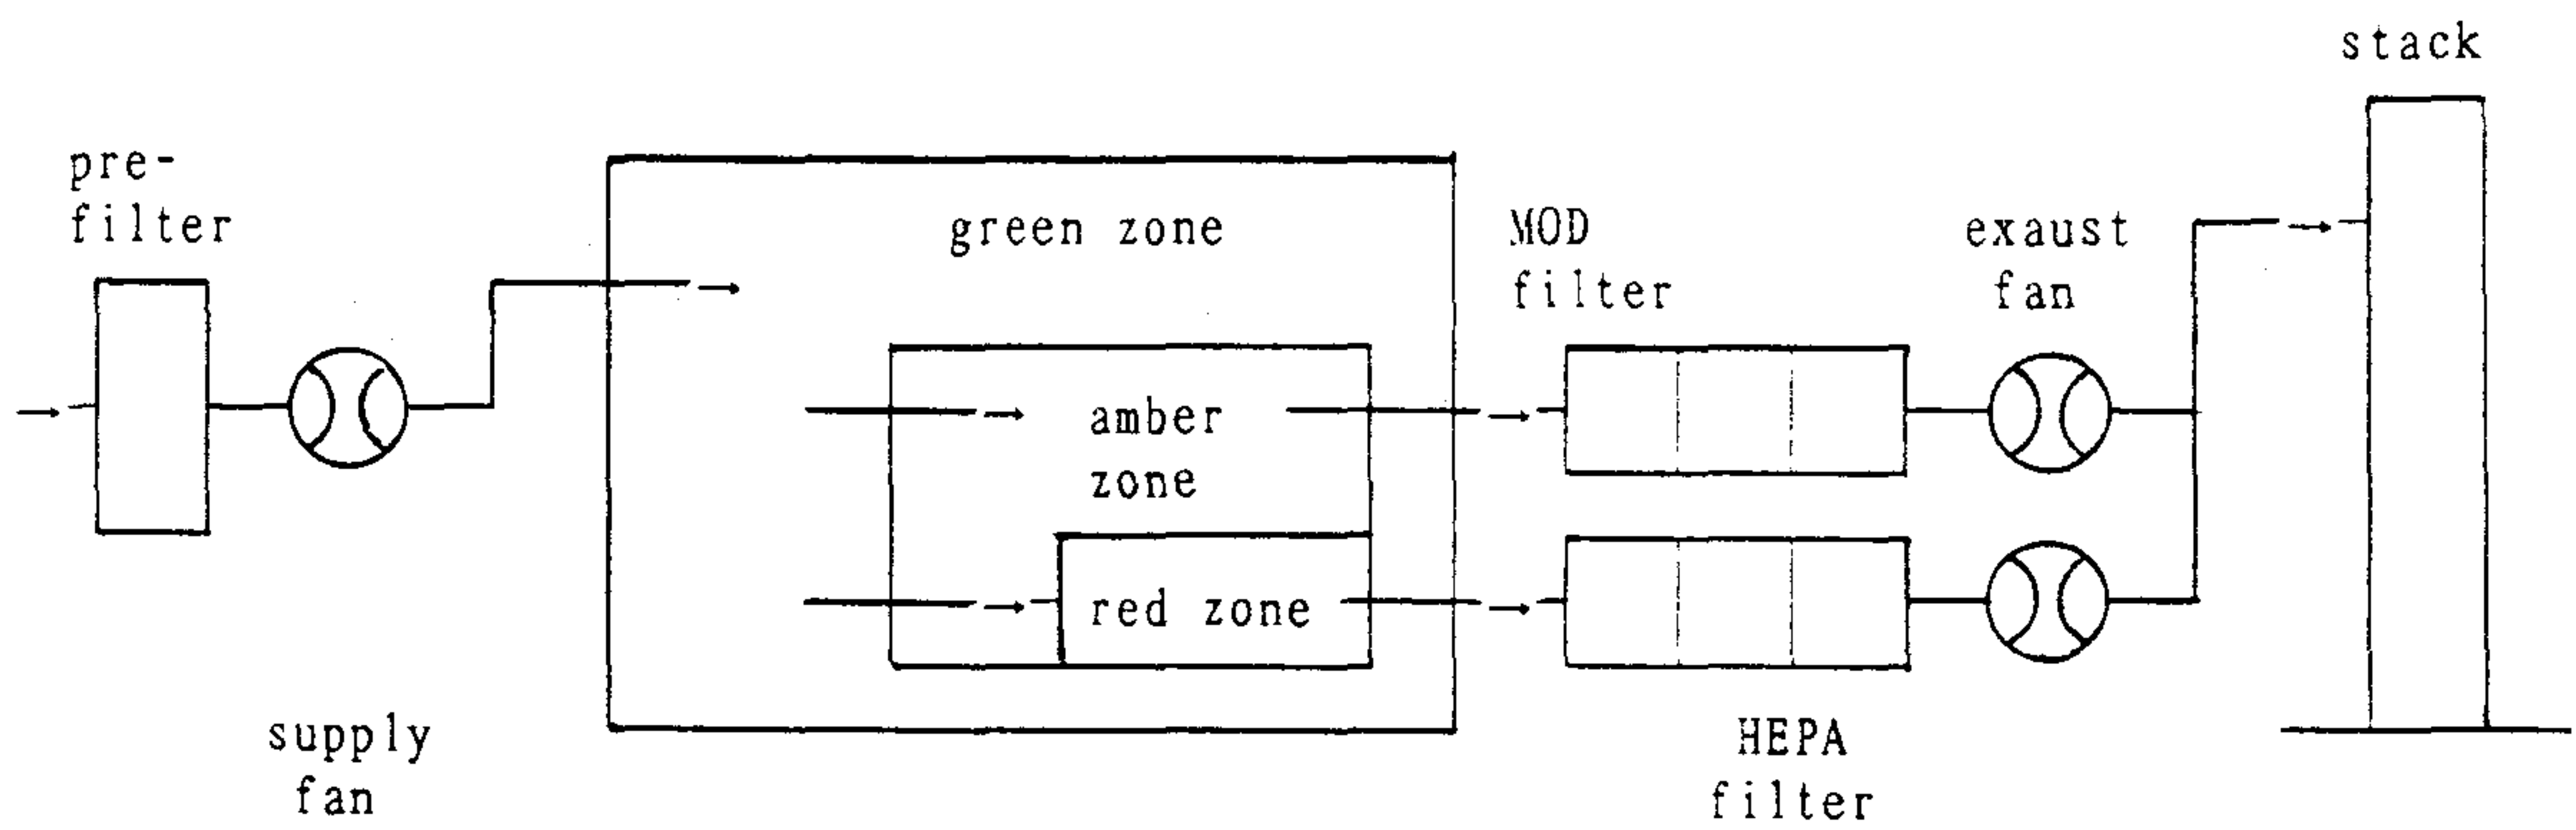 stack
pre-
filter
green zone
MOD
filter
exaust
fan
amber
zone
red zone
supply
fan
HEPA
filter